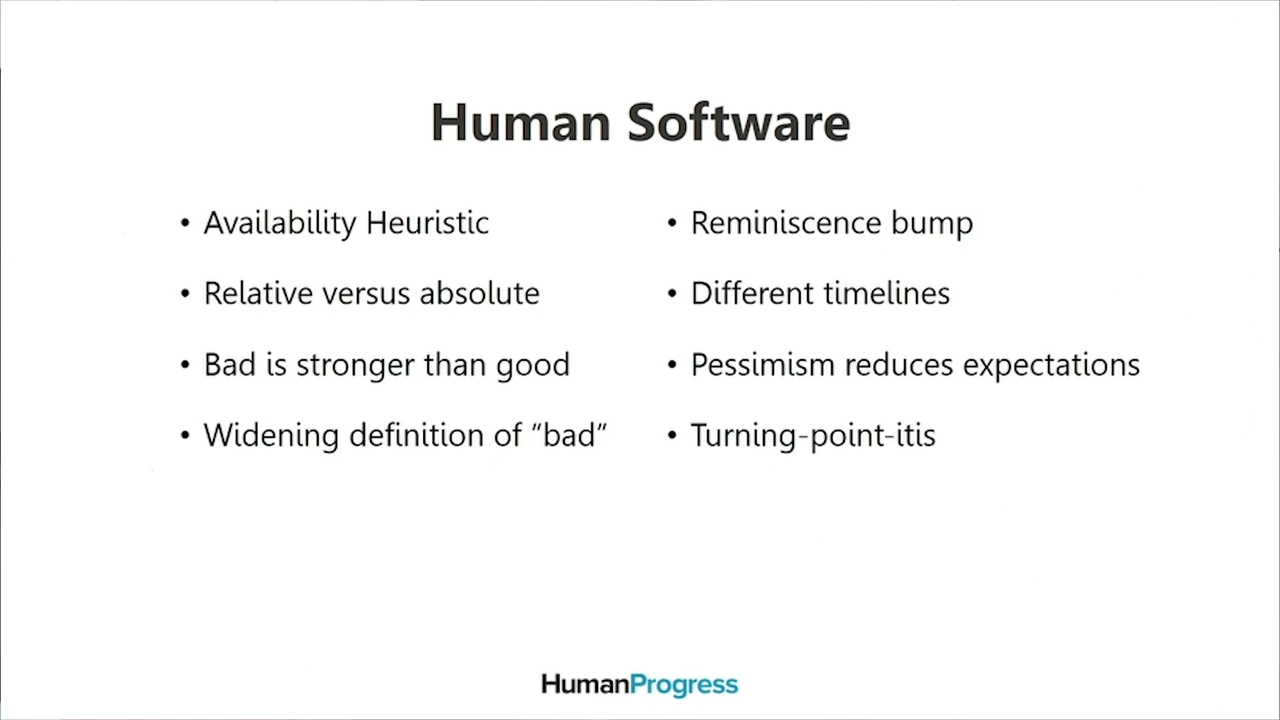 Human Software
• Availability Heuristic
• Relative versus absolute
• Bad is stronger than good
• Widening definition of “bad”
• Reminiscence bump
• Different timelines
• Pessimism reduces expectations
• Turning-point-itis
HumanProgress